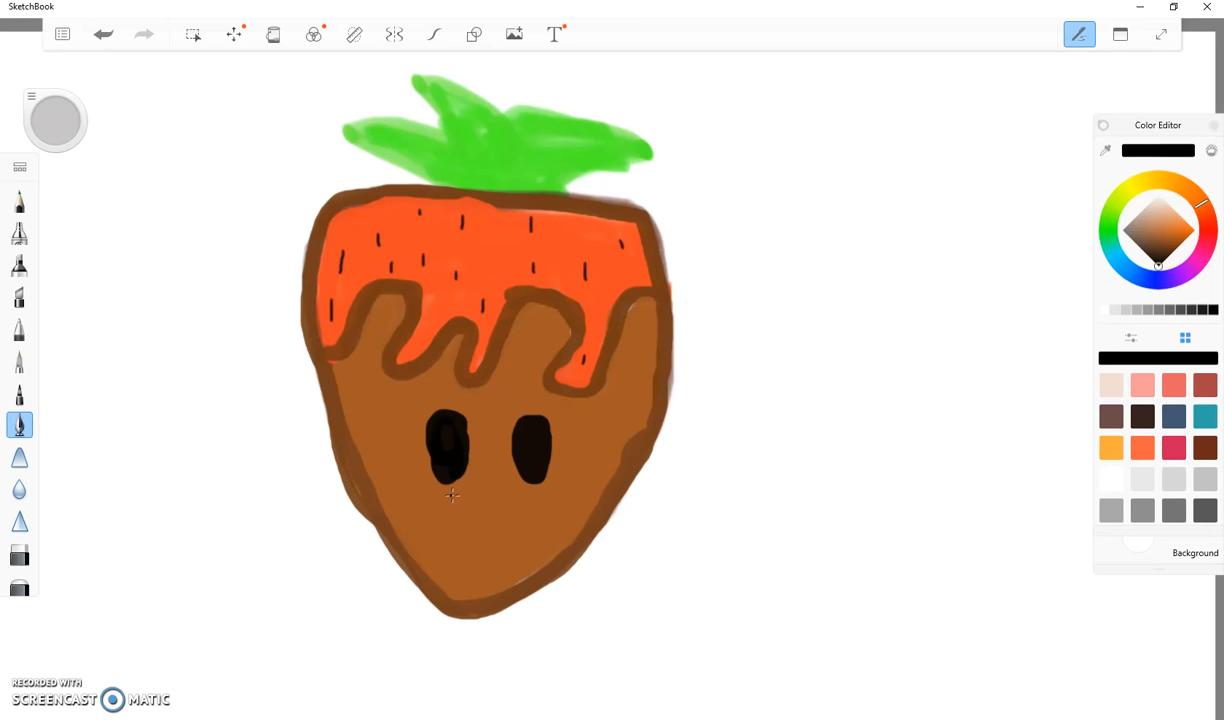 SketchBook
T
Color Editor
Background
RECORDED WITH
SCREENCAST MATIC